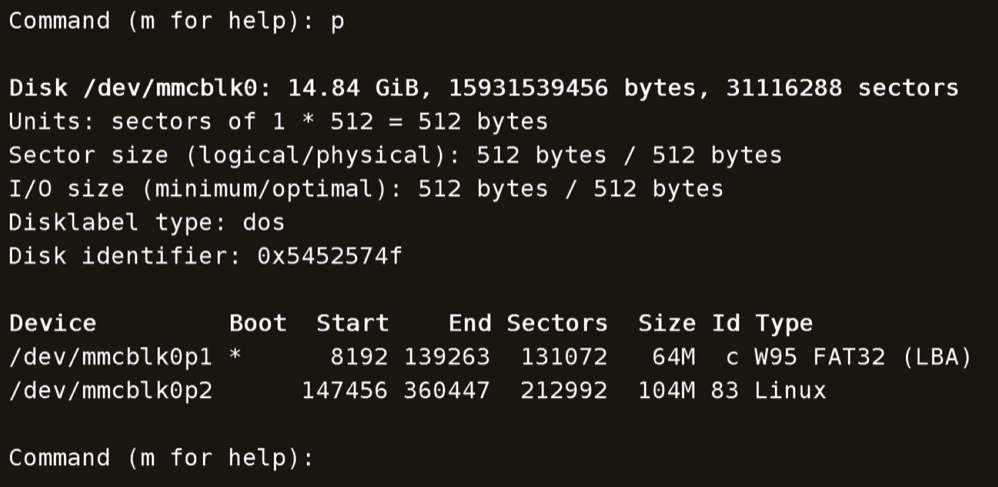 Command (m for help): p
Disk /dev/mmcblk0: 14.84 GiB, 15931539456 bytes, 31116288 sectors
Units: sectors of 1 * 512 = 512 bytes
Sector size (logical/physical): 512 bytes / 512 bytes
I/O size (minimum/optimal): 512 bytes / 512 bytes
Disklabel type: dos
Disk identifier: 0x5452574f
Device Boot Start End Sectors Size Id Type
/dev/mmcblk0p1 * 8192 139263 131072 64M c W95 FAT32 (LBA)
/dev/mmcblk0p2 147456 360447 212992 104M 83 Linux
Command (m for help):